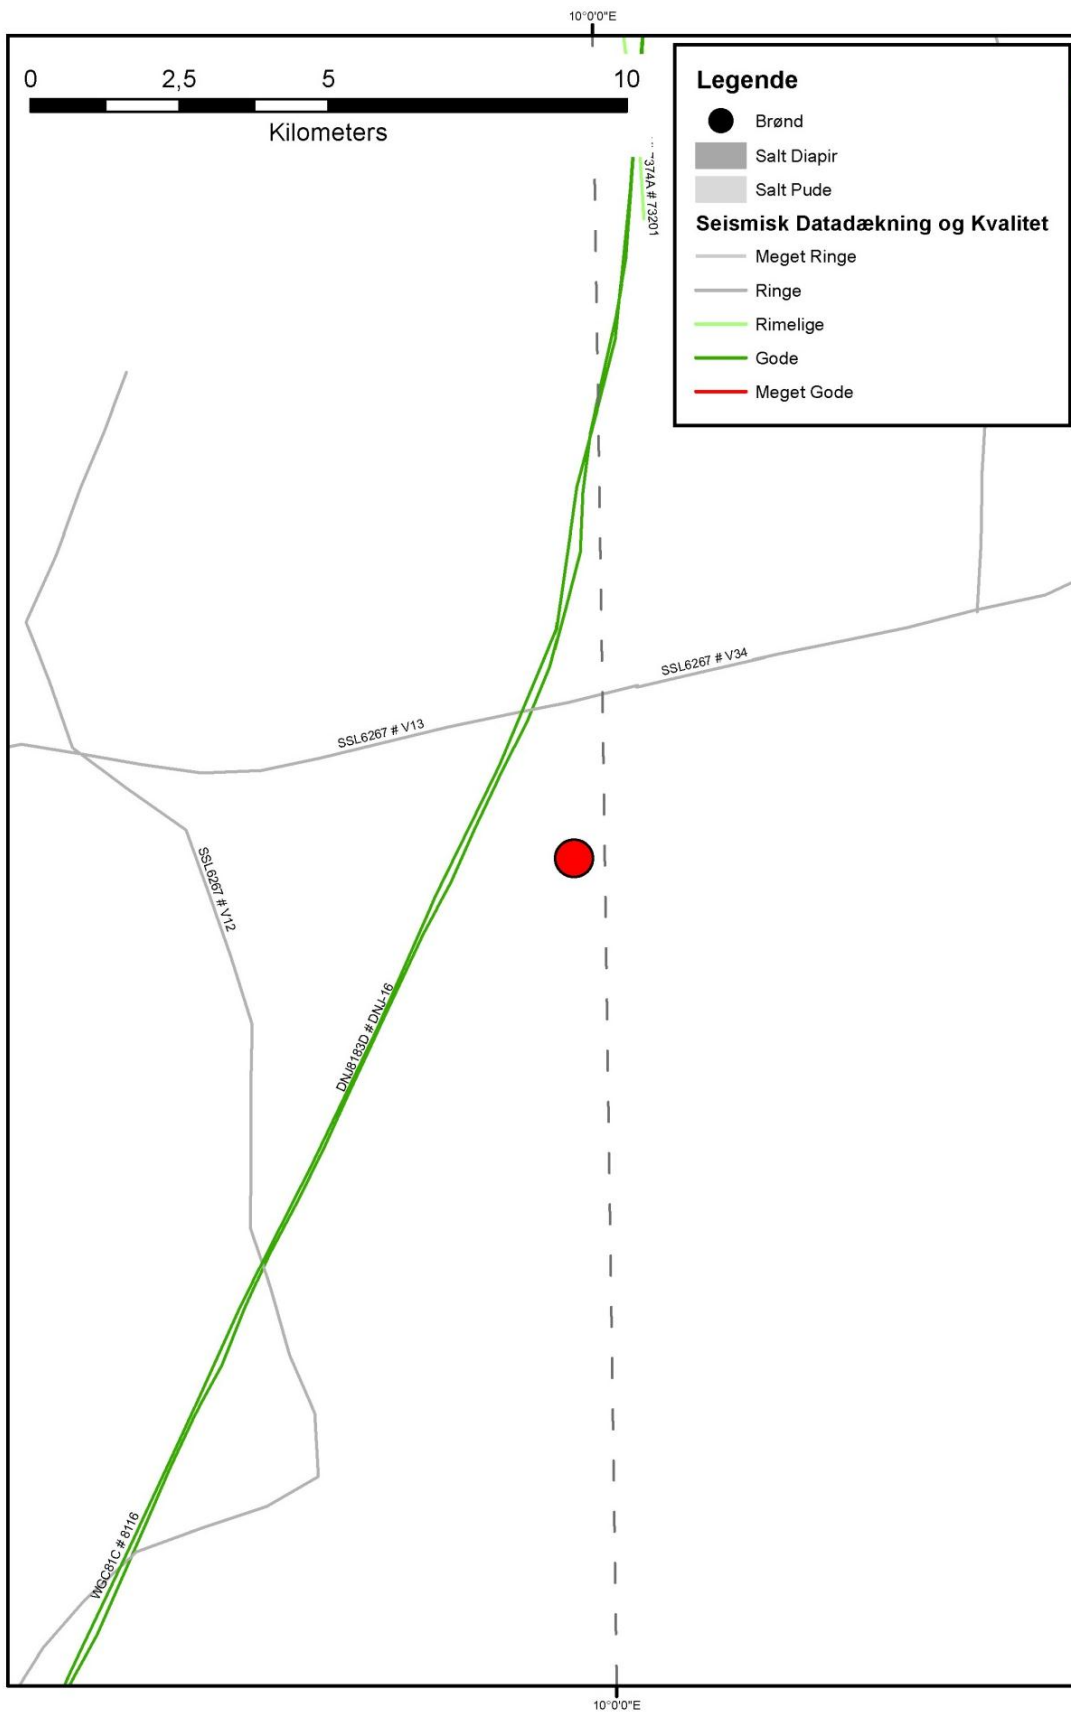 10°0'0"E
0 2,5 5 10
Kilometers
Legende
Brønd
Salt Diapir
Salt Pude
Seismisk Datadækning og Kvalitet
Meget Ringe
Ringe
Rimelige
Gode
Meget Gode
374A # 73201
SSL6267 # V34
SSL6267 # V13
SSL6267 # V12
DNJ8183D # DNJ-16
WGC81C # 8116
10°0'0"E